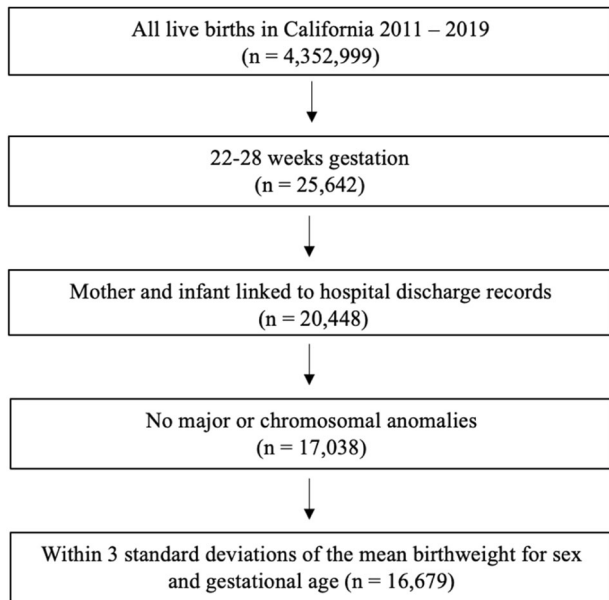 All live births in California 2011 – 2019
(n = 4,352,999)
22-28 weeks gestation
(n = 25,642)
Mother and infant linked to hospital discharge records
(n = 20,448)
No major or chromosomal anomalies
(n = 17,038)
Within 3 standard deviations of the mean birthweight for sex
and gestational age (n = 16,679)